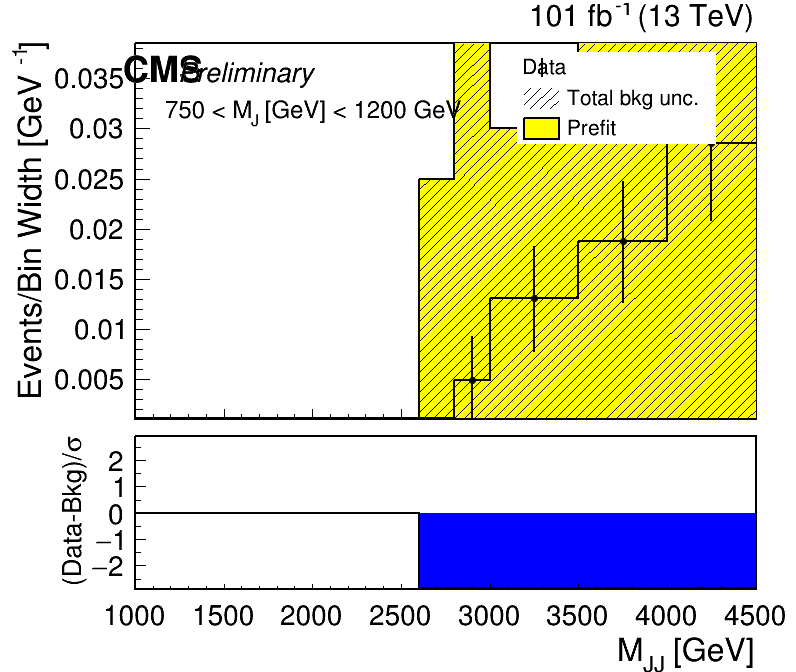 101 fb⁻¹ (13 TeV)
CMS Preliminary
750 < M_J [GeV] < 1200 GeV
Data
Total bkg unc.
Prefit
Events/Bin Width [GeV⁻¹]
0.035
0.03
0.025
0.02
0.015
0.01
0.005
(Data-Bkg)/σ
2
1
0
−1
−2
1000 1500 2000 2500 3000 3500 4000 4500
M_JJ [GeV]